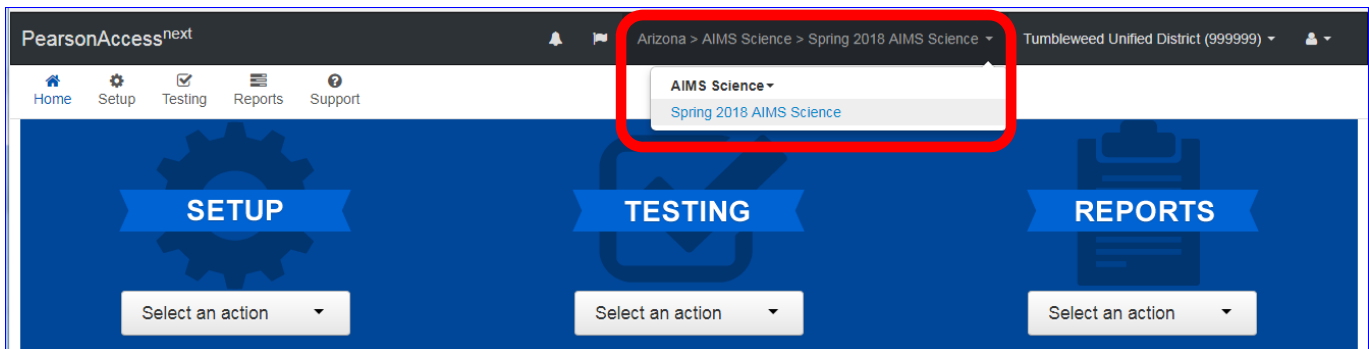 PearsonAccessnext Arizona > AIMS Science > Spring 2018 AIMS Science Tumbleweed Unified District (999999)
Home Setup Testing Reports Support
AIMS Science
Spring 2018 AIMS Science
SETUP TESTING REPORTS
Select an action Select an action Select an action